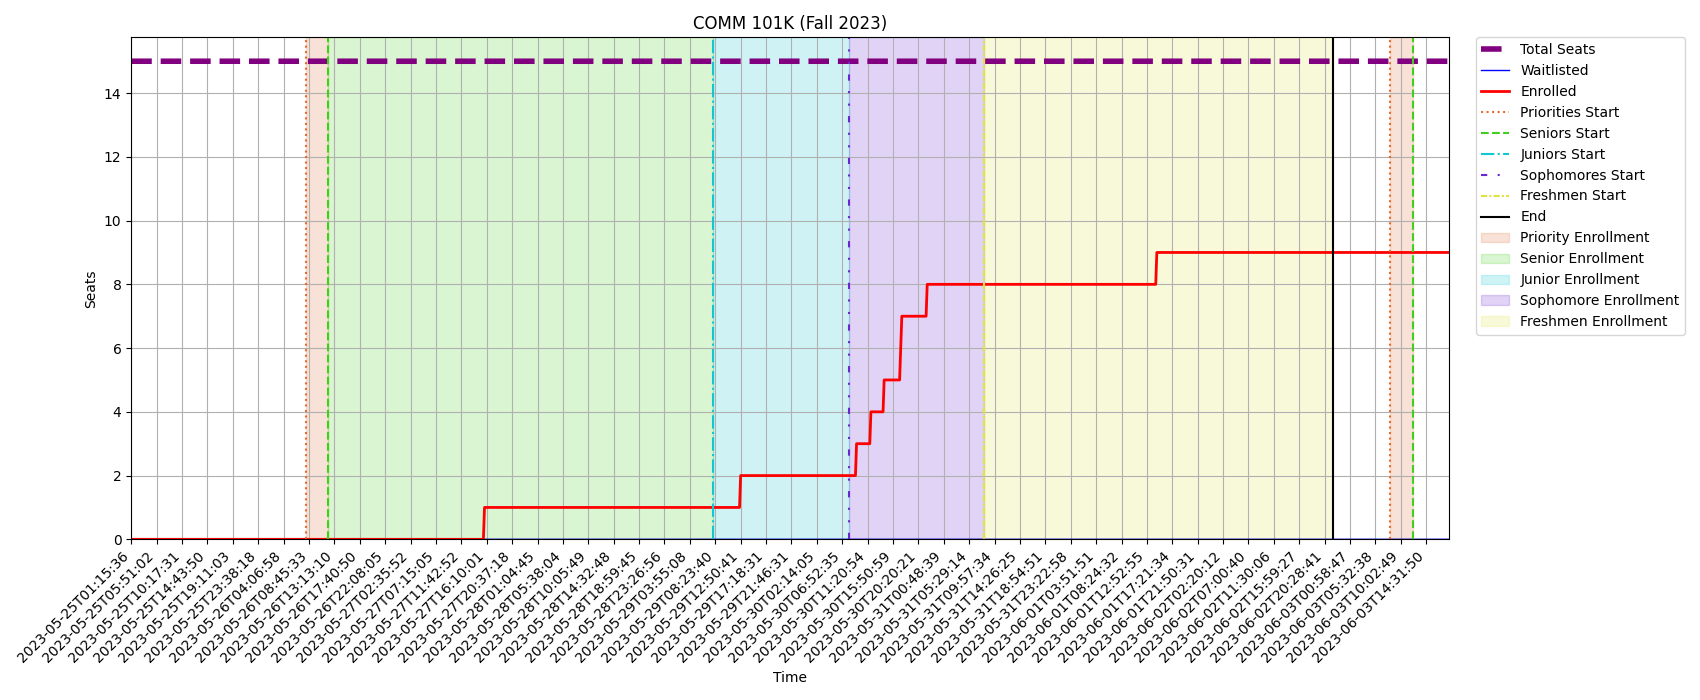 COMM 101K (Fall 2023)
Total Seats
Waitlisted
Enrolled
Priorities Start
Seniors Start
Juniors Start
Sophomores Start
Freshmen Start
End
Priority Enrollment
Senior Enrollment
Junior Enrollment
Sophomore Enrollment
Freshmen Enrollment
Seats
14
12
10
8
6
4
2
0
2023-05-25T01:15:36
2023-05-25T05:51:02
2023-05-25T10:17:31
2023-05-25T14:43:50
2023-05-25T19:11:03
2023-05-25T23:38:18
2023-05-26T04:06:58
2023-05-26T08:45:33
2023-05-26T13:13:10
2023-05-26T17:40:50
2023-05-26T22:08:05
2023-05-27T02:35:52
2023-05-27T07:15:05
2023-05-27T11:42:52
2023-05-27T16:10:01
2023-05-27T20:37:18
2023-05-28T01:04:45
2023-05-28T05:38:04
2023-05-28T10:05:49
2023-05-28T14:32:48
2023-05-28T18:59:45
2023-05-28T23:26:56
2023-05-29T03:55:08
2023-05-29T08:23:40
2023-05-29T12:50:41
2023-05-29T17:18:31
2023-05-29T21:46:31
2023-05-30T02:14:05
2023-05-30T06:52:35
2023-05-30T11:20:54
2023-05-30T15:50:59
2023-05-30T20:20:21
2023-05-31T00:48:39
2023-05-31T05:29:14
2023-05-31T09:57:34
2023-05-31T14:26:25
2023-05-31T18:54:51
2023-05-31T23:22:58
2023-06-01T03:51:51
2023-06-01T08:24:32
2023-06-01T12:52:55
2023-06-01T17:21:34
2023-06-01T21:50:31
2023-06-02T02:20:12
2023-06-02T07:00:40
2023-06-02T11:30:06
2023-06-02T15:59:27
2023-06-02T20:28:41
2023-06-03T00:58:47
2023-06-03T05:32:38
2023-06-03T10:02:49
2023-06-03T14:31:50
Time